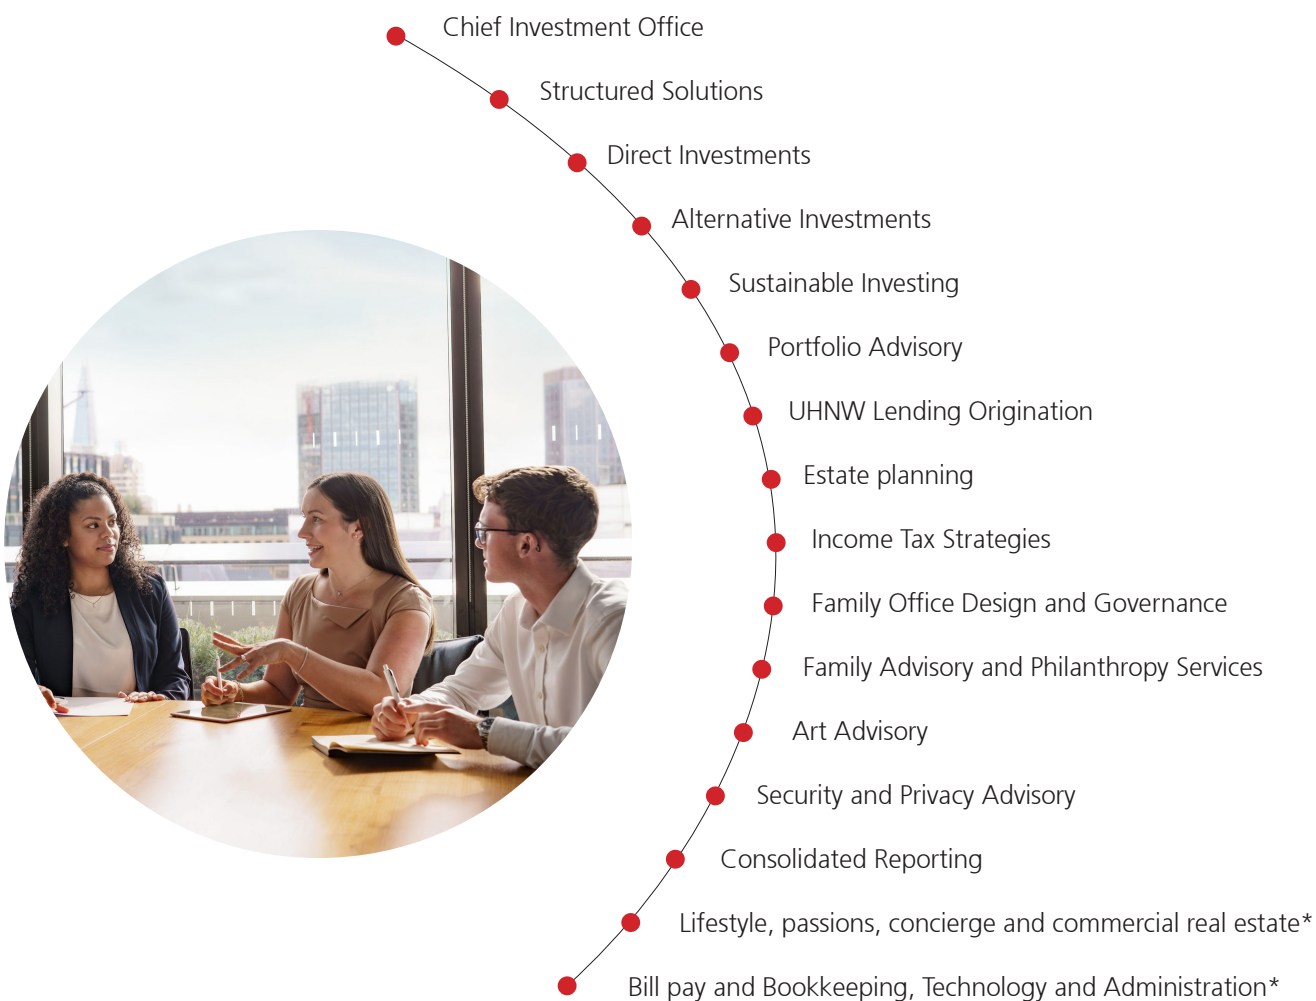 Chief Investment Office
Structured Solutions
Direct Investments
Alternative Investments
Sustainable Investing
Portfolio Advisory
UHNW Lending Origination
Estate planning
Income Tax Strategies
Family Office Design and Governance
Family Advisory and Philanthropy Services
Art Advisory
Security and Privacy Advisory
Consolidated Reporting
Lifestyle, passions, concierge and commercial real estate*
Bill pay and Bookkeeping, Technology and Administration*